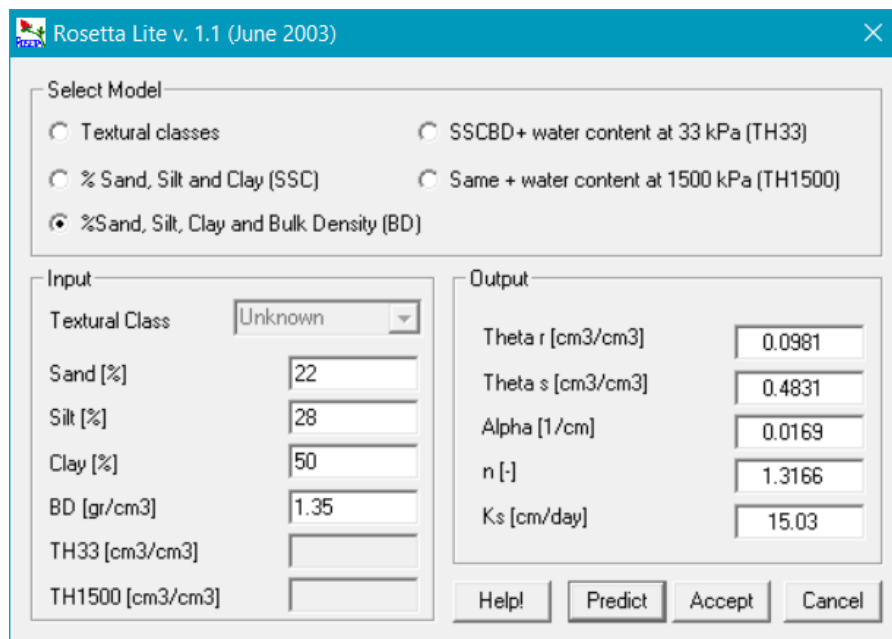 Rosetta Lite v. 1.1 (June 2003)
Select Model
Textural classes
SSCBD+ water content at 33 kPa (TH33)
% Sand, Silt and Clay (SSC)
Same + water content at 1500 kPa (TH1500)
%Sand, Silt, Clay and Bulk Density (BD)
Input
Textural Class Unknown
Sand [%] 22
Silt [%] 28
Clay [%] 50
BD [gr/cm3] 1.35
TH33 [cm3/cm3]
TH1500 [cm3/cm3]
Output
Theta r [cm3/cm3] 0.0981
Theta s [cm3/cm3] 0.4831
Alpha [1/cm] 0.0169
n [-] 1.3166
Ks [cm/day] 15.03
Help! Predict Accept Cancel